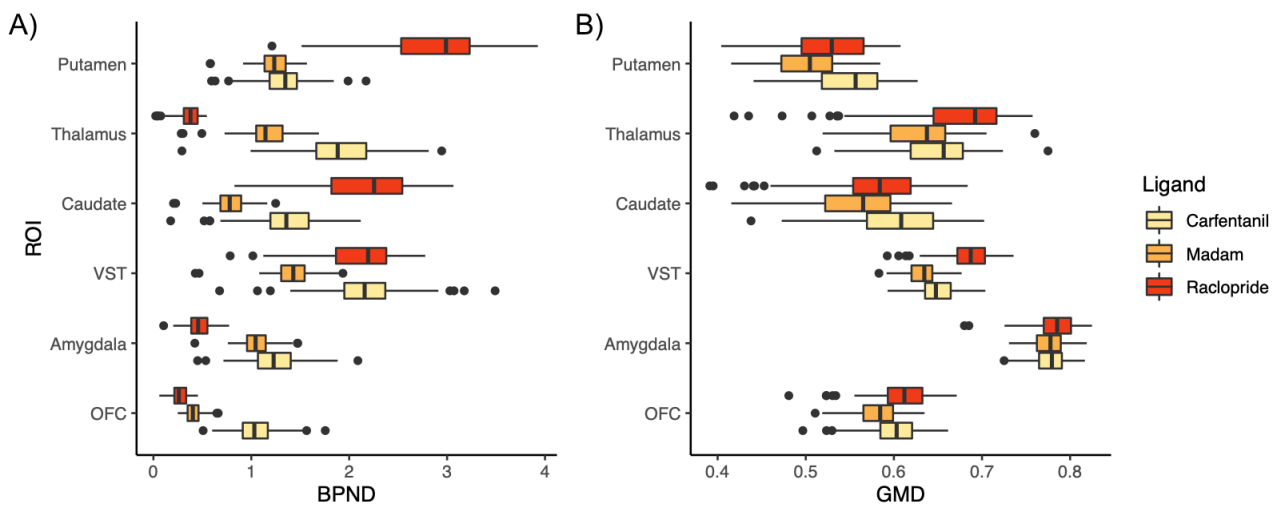 A)
ROI
Putamen
Thalamus
Caudate
VST
Amygdala
OFC
0 1 2 3 4
BPND
B)
Putamen
Thalamus
Caudate
VST
Amygdala
OFC
0.4 0.5 0.6 0.7 0.8
GMD
Ligand
Carfentanil
Madam
Raclopride